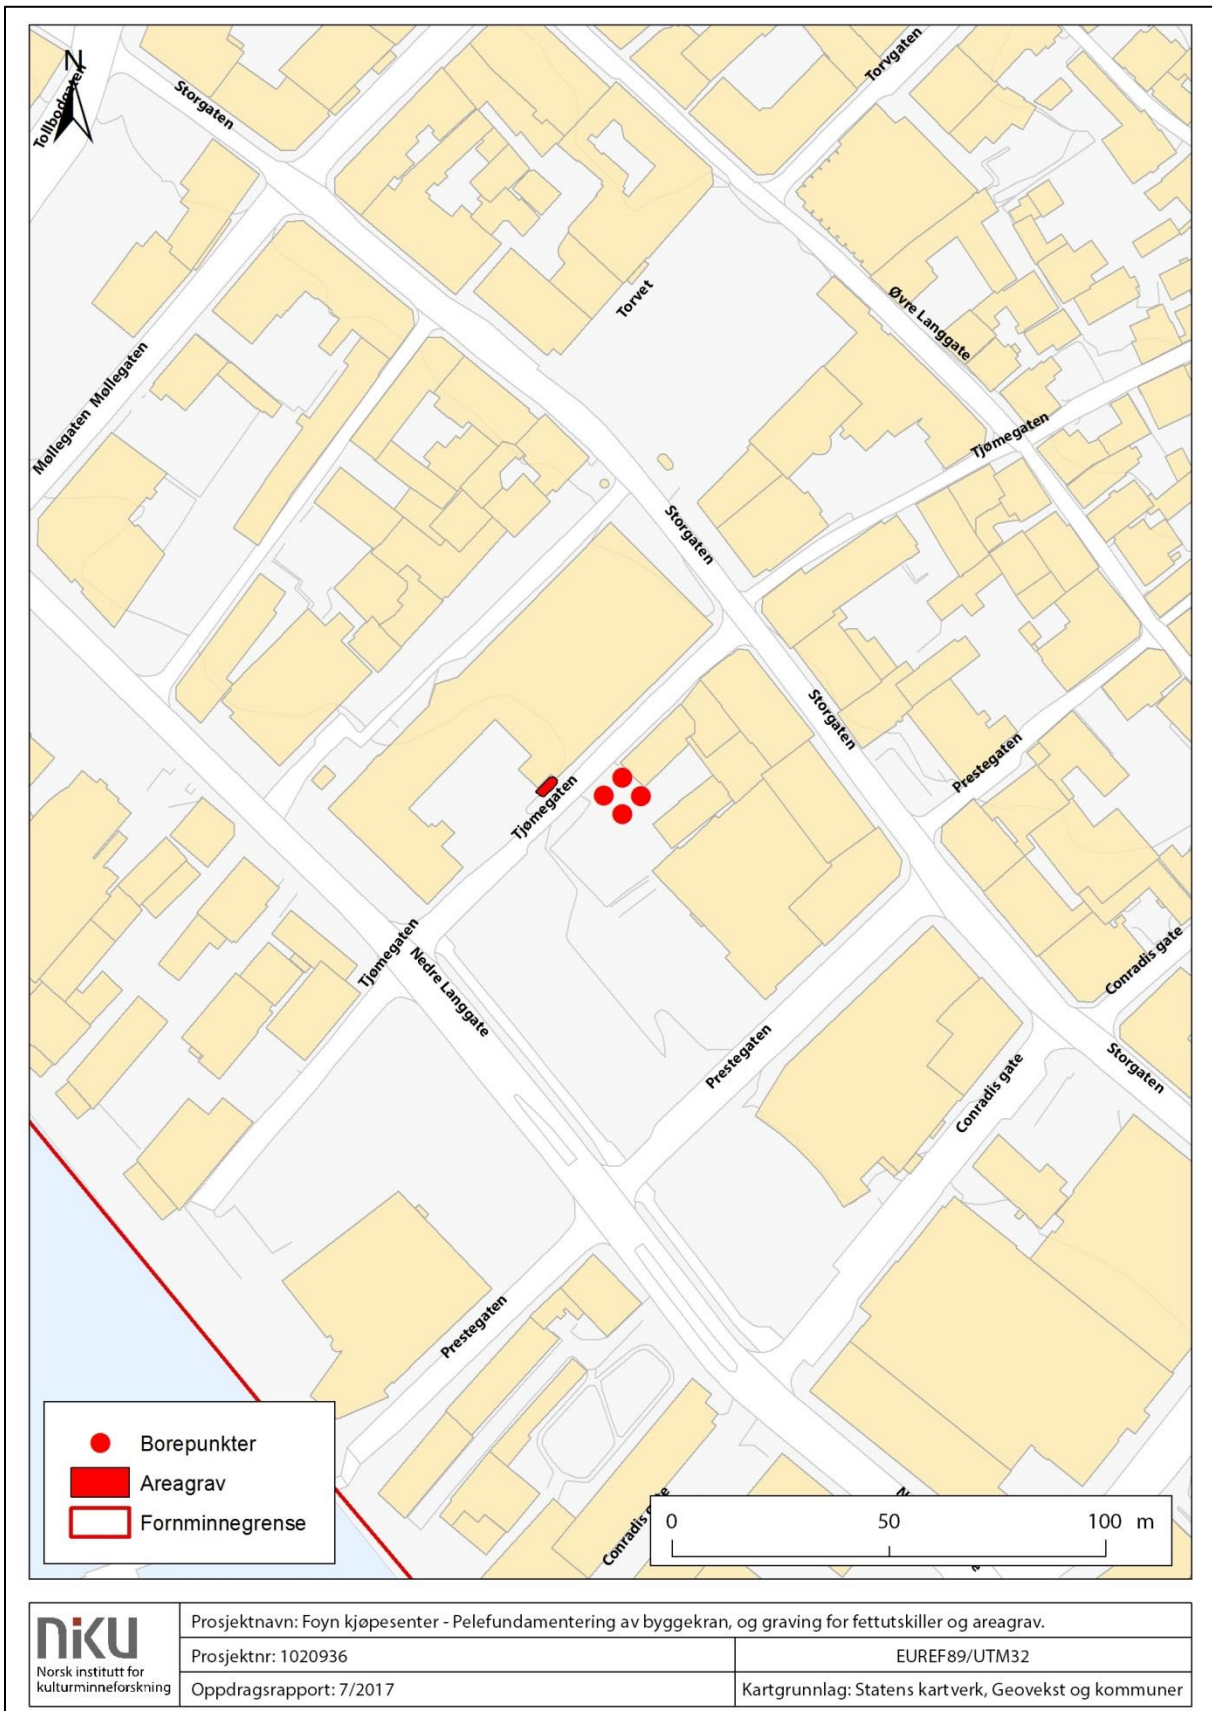 N
Tollbodgaten
Storgaten
Torvgaten
Torvet
Øvre Langgate
Møllegaten
Møllegaten
Tjømegaten
Storgaten
Storgaten
Prestegaten
Tjømegaten
Tjømegaten
Nedre Langgate
Conradis gate
Prestegaten
Storgaten
Conradis gate
Prestegaten
Borepunkter
Areagrav
Fornminnegrense
Conradis
0 50 100 m
niku
Norsk institutt for
kulturminneforskning
Prosjektnavn: Foyn kjøpesenter - Pelefundamentering av byggekran, og graving for fettutskiller og areagrav.
Prosjektnr: 1020936
EUREF89/UTM32
Oppdragsrapport: 7/2017
Kartgrunnlag: Statens kartverk, Geovekst og kommuner